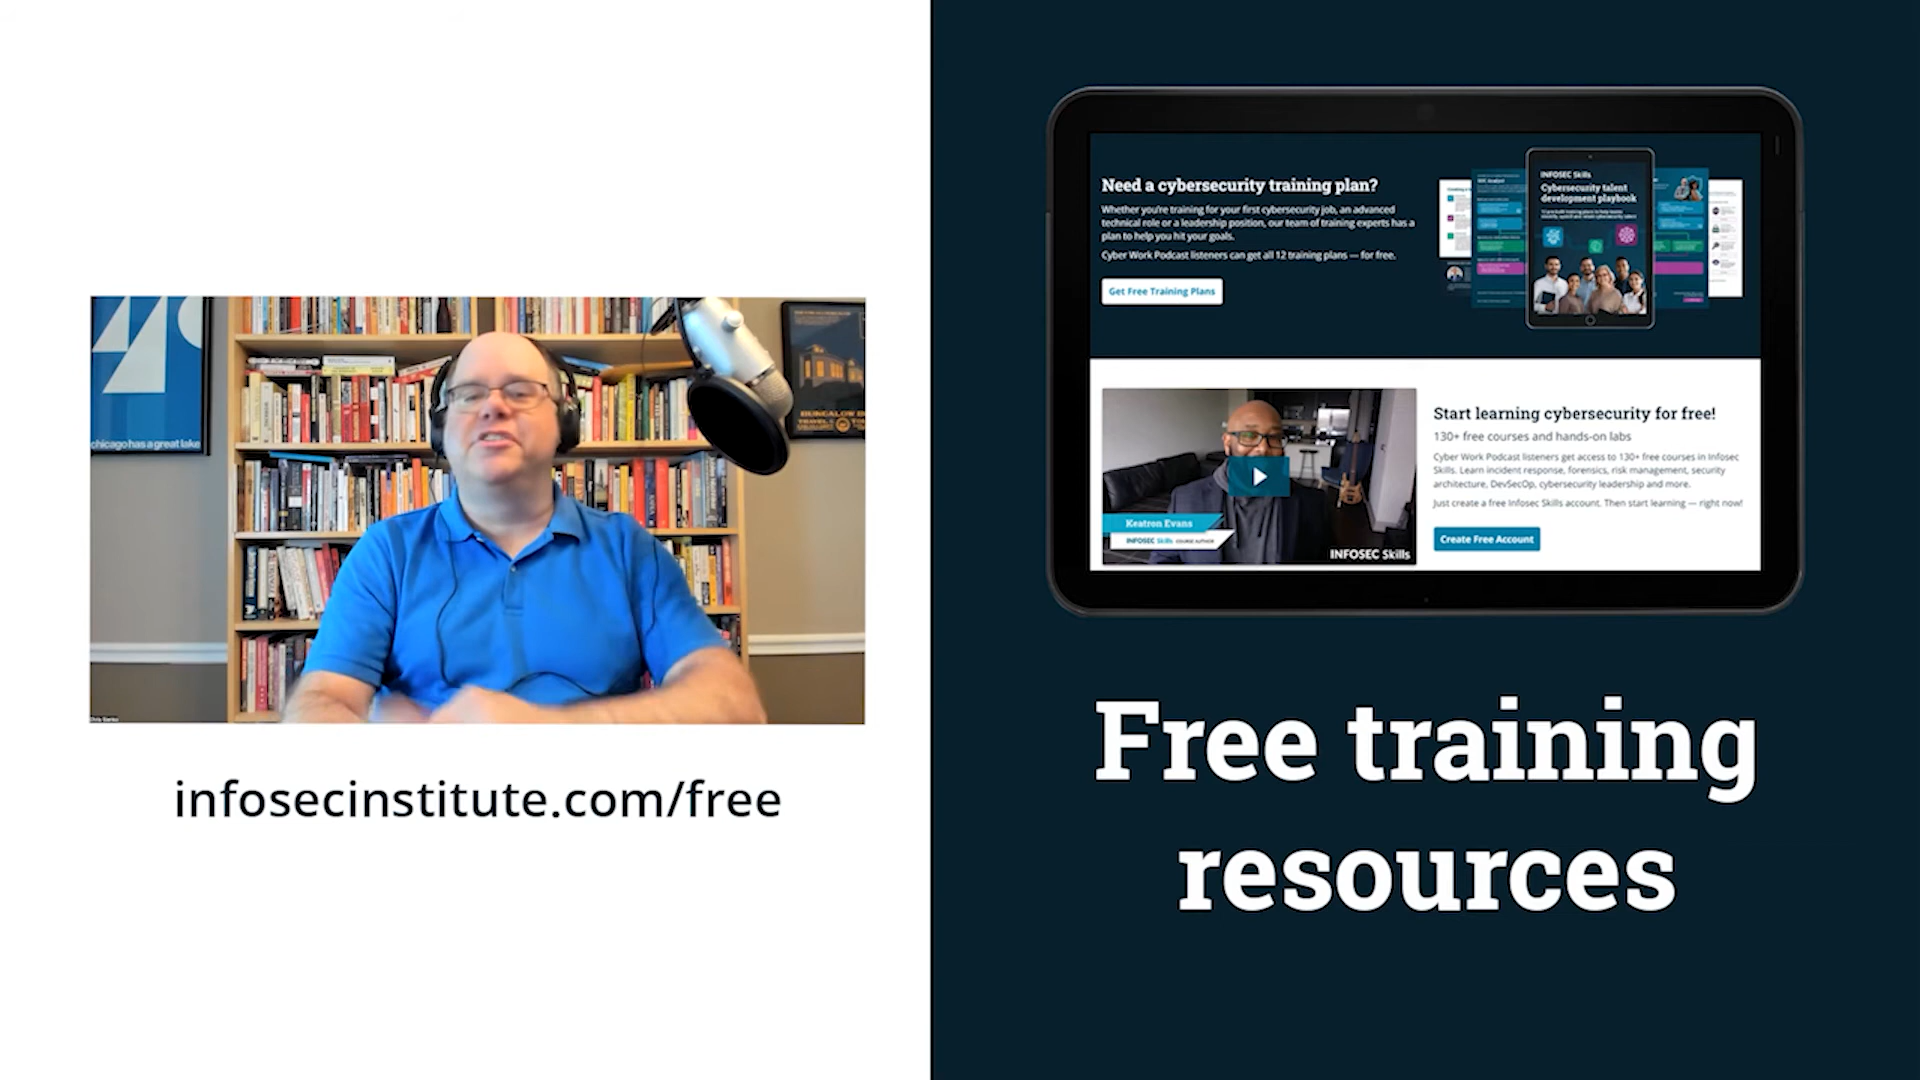 chicago has a great lake
infosecinstitute.com/free
Need a cybersecurity training plan?
Whether you're training for your first cybersecurity job, an advanced
technical role or a leadership position, our team of training experts has a
plan to help you hit your goals.
Cyber Work Podcast listeners can get all 12 training plans — for free.
Get Free Training Plans
INFOSEC Skills
Cybersecurity talent
development playbook
Keatron Evans
INFOSEC Skills COURSE AUTHOR
INFOSEC Skills
Start learning cybersecurity for free!
130+ free courses and hands-on labs
Cyber Work Podcast listeners get access to 130+ free courses in Infosec
Skills. Learn incident response, forensics, risk management, security
architecture, DevSecOp, cybersecurity leadership and more.
Just create a free Infosec Skills account. Then start learning — right now!
Create Free Account
Free training
resources